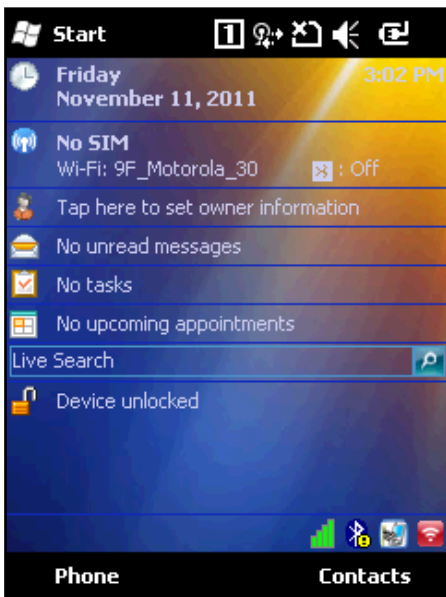 Start 1
Friday 3:02 PM
November 11, 2011
No SIM
Wi-Fi: 9F_Motorola_30 : Off
Tap here to set owner information
No unread messages
No tasks
No upcoming appointments
Live Search
Device unlocked
Phone Contacts